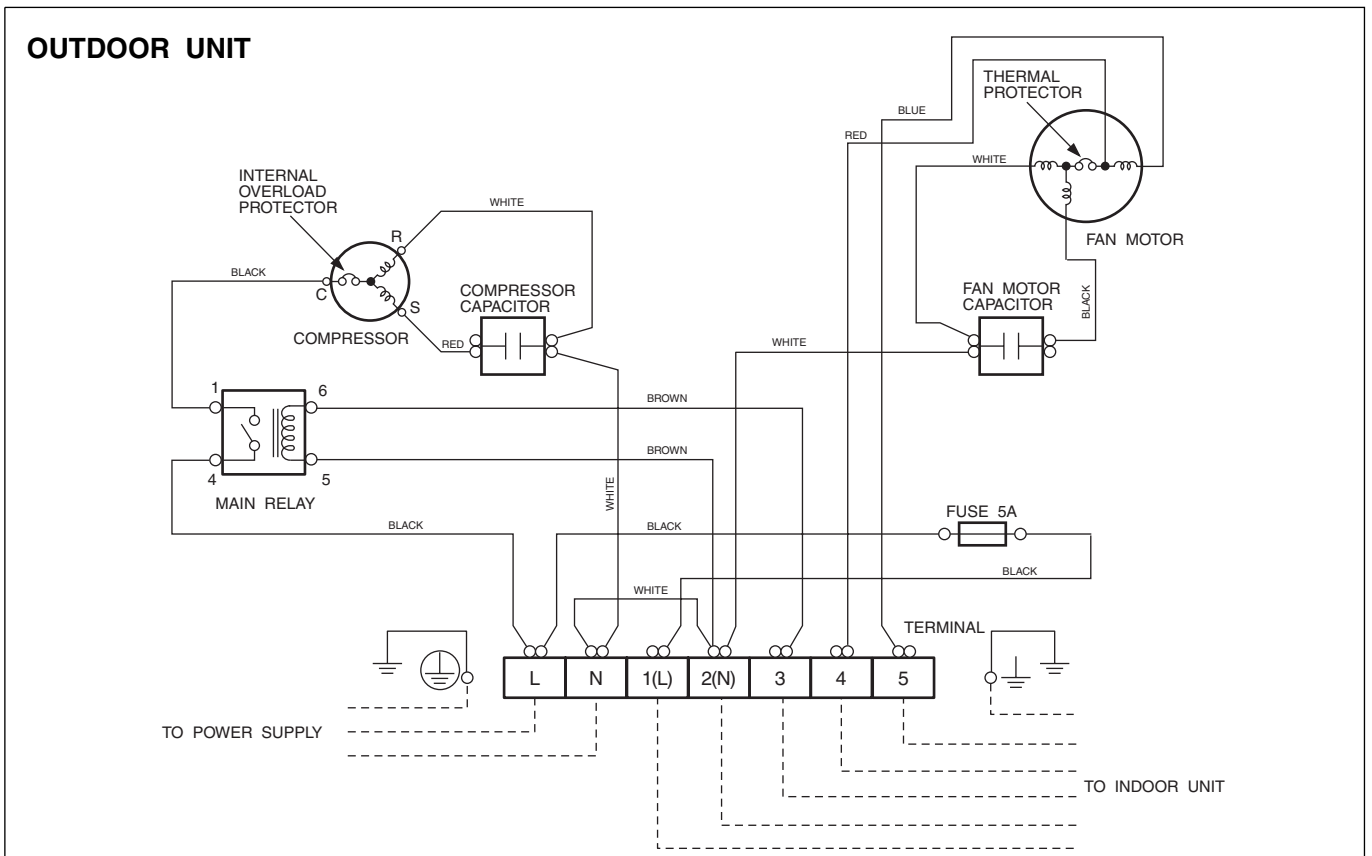 OUTDOOR UNIT
THERMAL
PROTECTOR
BLUE
RED
WHITE
FAN MOTOR
INTERNAL
OVERLOAD
PROTECTOR
WHITE
R
BLACK
C
S
COMPRESSOR
COMPRESSOR
CAPACITOR
RED
FAN MOTOR
CAPACITOR
BLACK
WHITE
1
6
BROWN
4
5
BROWN
MAIN RELAY
WHITE
BLACK
BLACK
FUSE 5A
BLACK
WHITE
TERMINAL
L
N
1(L)
2(N)
3
4
5
TO POWER SUPPLY
TO INDOOR UNIT